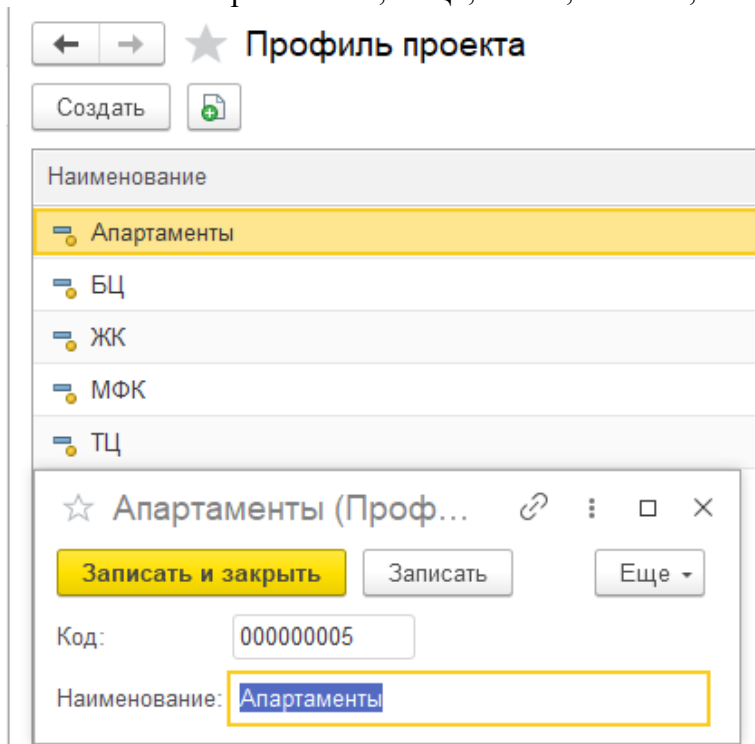 Профиль проекта
Создать
Наименование
Апартаменты
БЦ
ЖК
МФК
ТЦ
Апартаменты (Проф...
Записать и закрыть Записать Еще
Код: 000000005
Наименование: Апартаменты